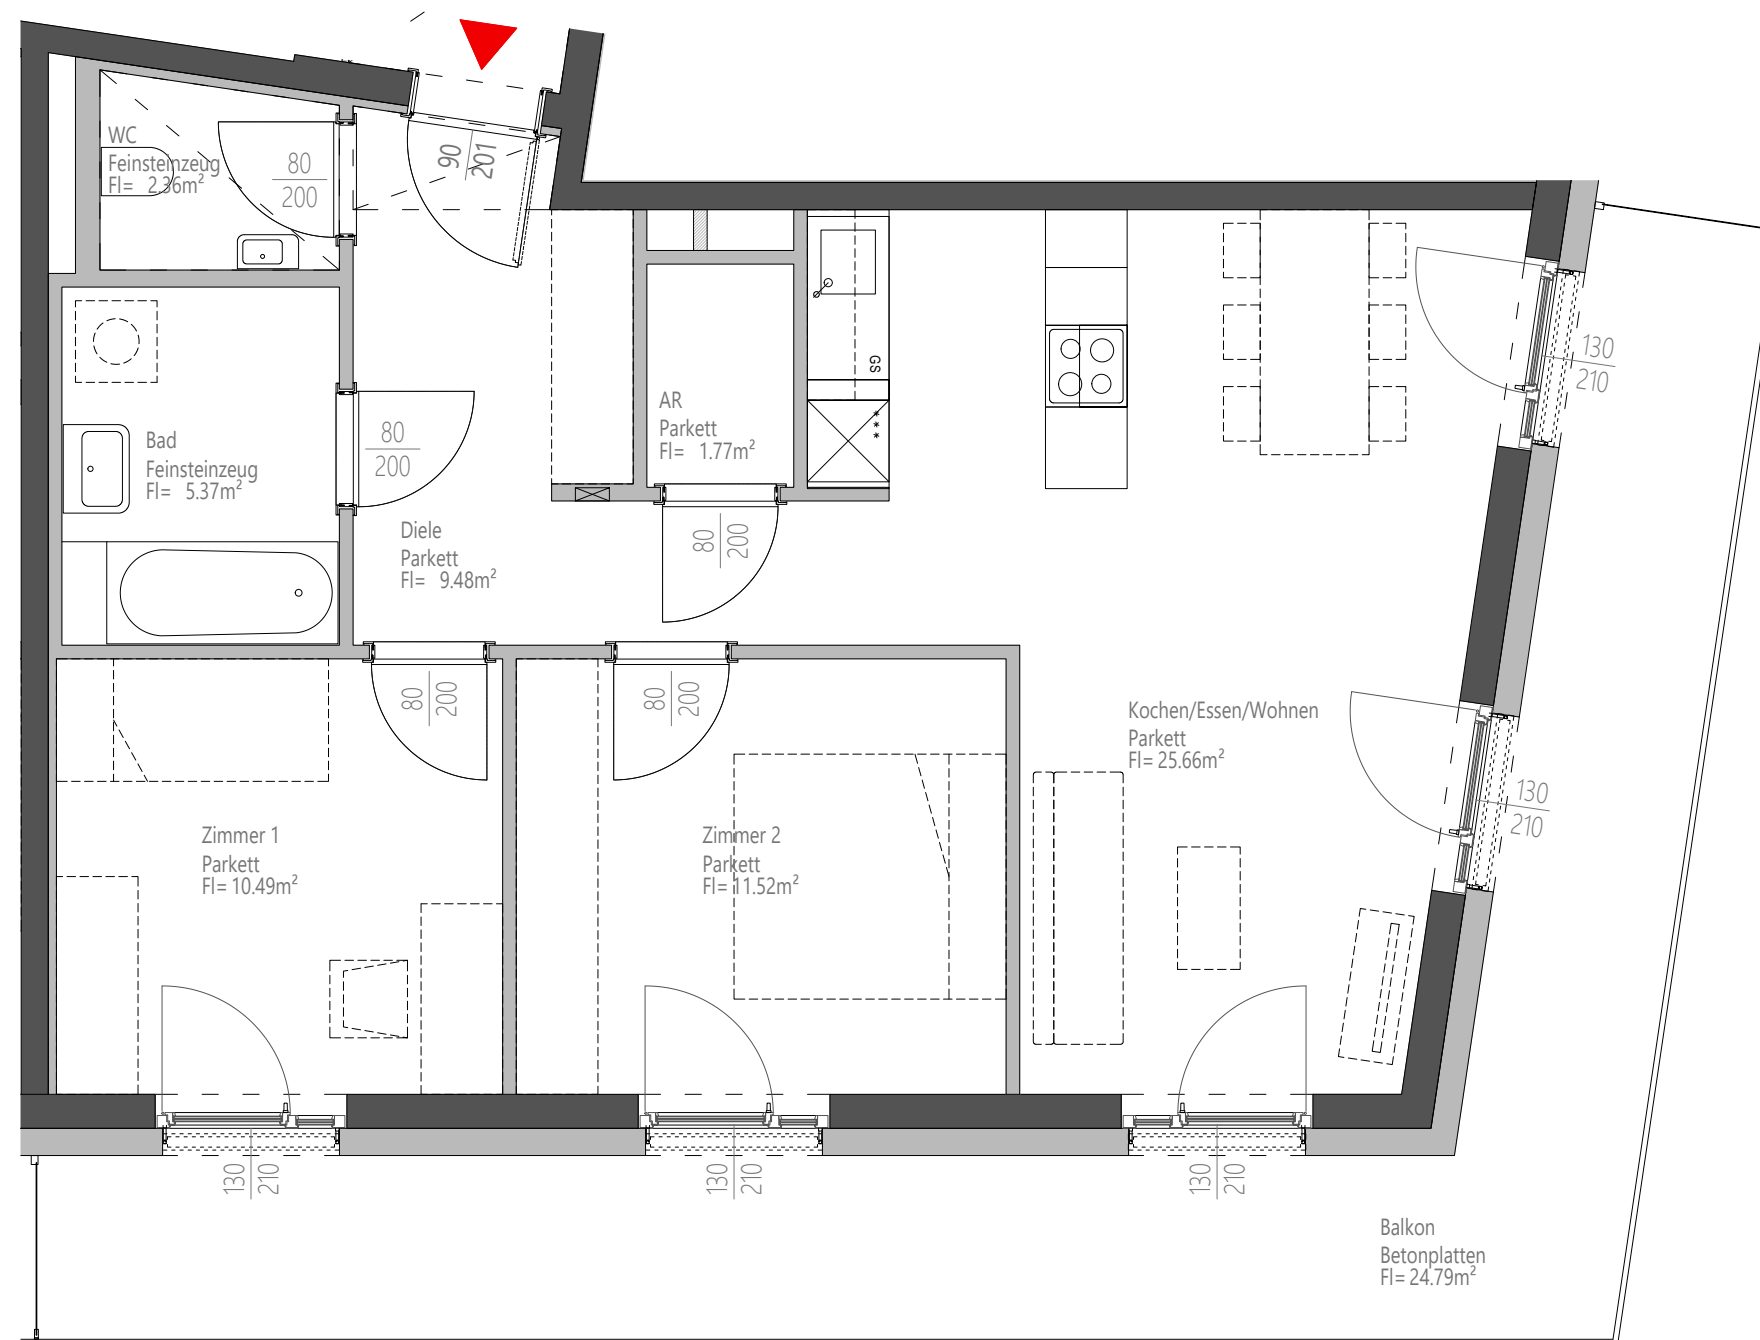 WC
Feinsteinzeug
Fl= 2.36m²
80
200
90
201
Bad
Feinsteinzeug
Fl= 5.37m²
80
200
Diele
Parkett
Fl= 9.48m²
AR
Parkett
Fl= 1.77m²
80
200
GS
***
130
210
80
200
80
200
Kochen/Essen/Wohnen
Parkett
Fl= 25.66m²
130
210
Zimmer 1
Parkett
Fl= 10.49m²
Zimmer 2
Parkett
Fl= 11.52m²
130
210
130
210
130
210
Balkon
Betonplatten
Fl= 24.79m²